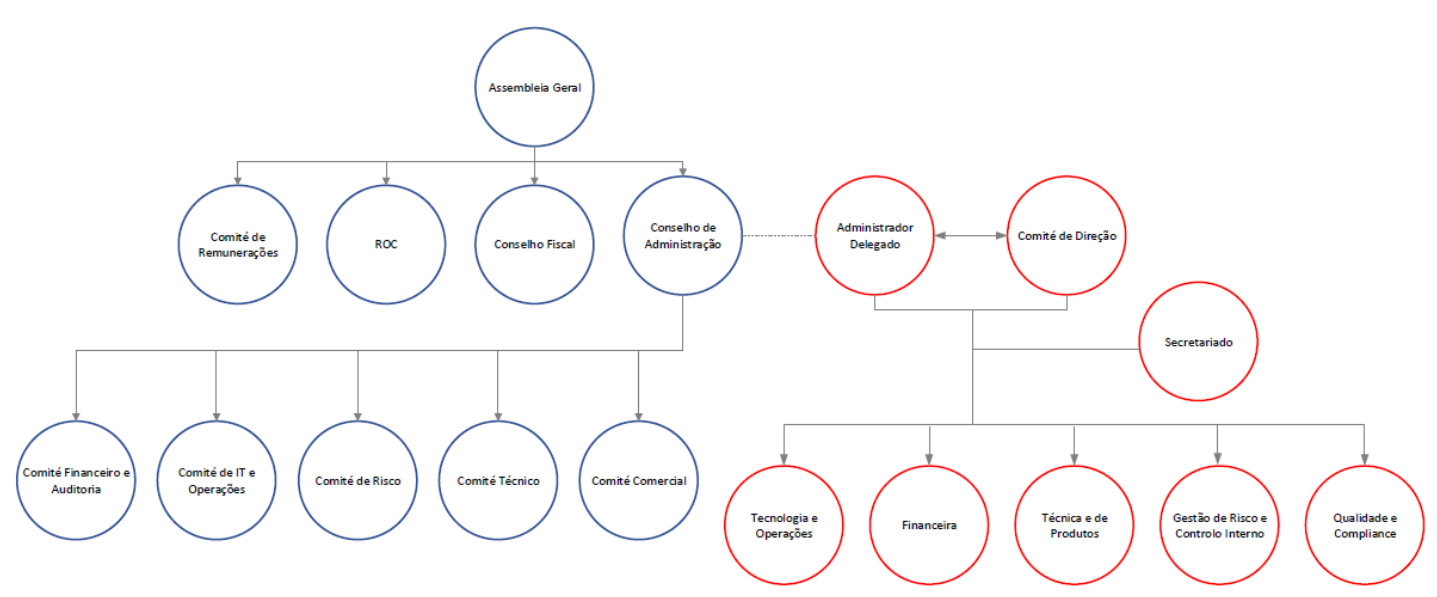 Assembleia Geral
Comité de
Remunerações
ROC
Conselho Fiscal
Conselho de
Administração
Administrador
Delegado
Comité de Direção
Secretariado
Comité Financeiro e
Auditoria
Comité de IT e
Operações
Comité de Risco
Comité Técnico
Comité Comercial
Tecnologia e
Operações
Financeira
Técnica e de
Produtos
Gestão de Risco e
Controlo Interno
Qualidade e
Compliance